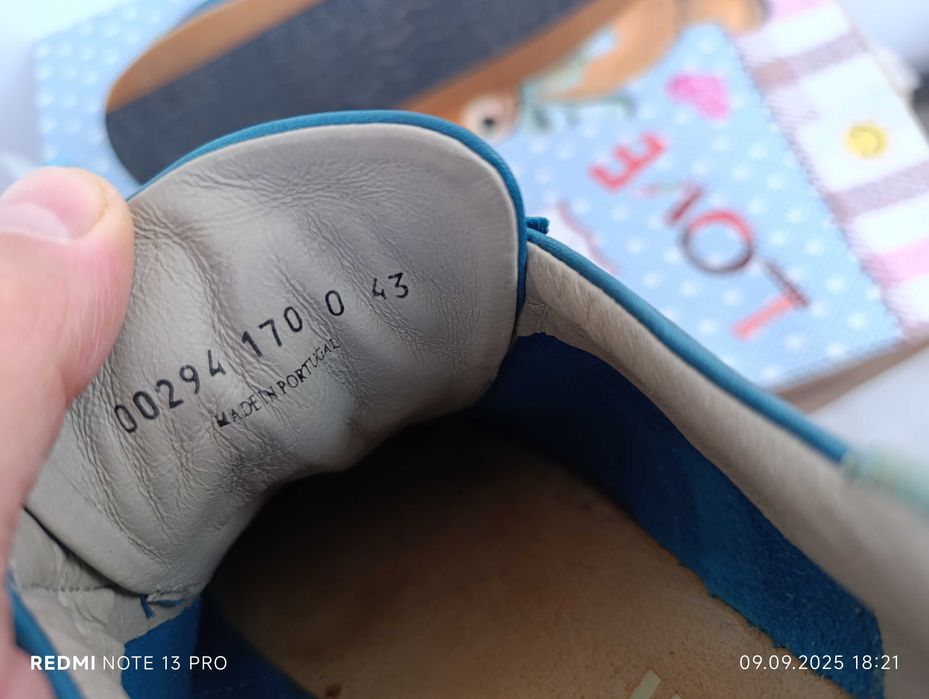 LOVE
00294 170 0 43
MADE IN PORTUGAL
REDMI NOTE 13 PRO
09.09.2025 18:21